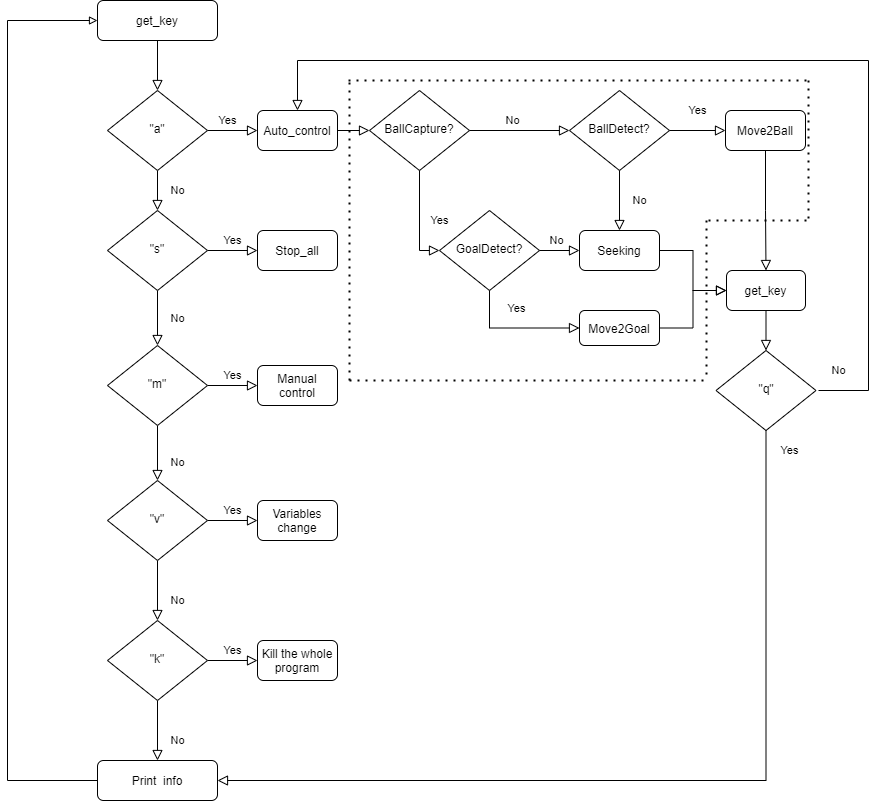 get_key
"a"
Yes
Auto_control
BallCapture?
No
BallDetect?
Yes
Move2Ball
No
Yes
No
"s"
Yes
Stop_all
GoalDetect?
No
Seeking
get_key
No
Yes
Move2Goal
"m"
Yes
Manual
control
"q"
No
Yes
No
"v"
Yes
Variables
change
No
"k"
Yes
Kill the whole
program
No
Print  info